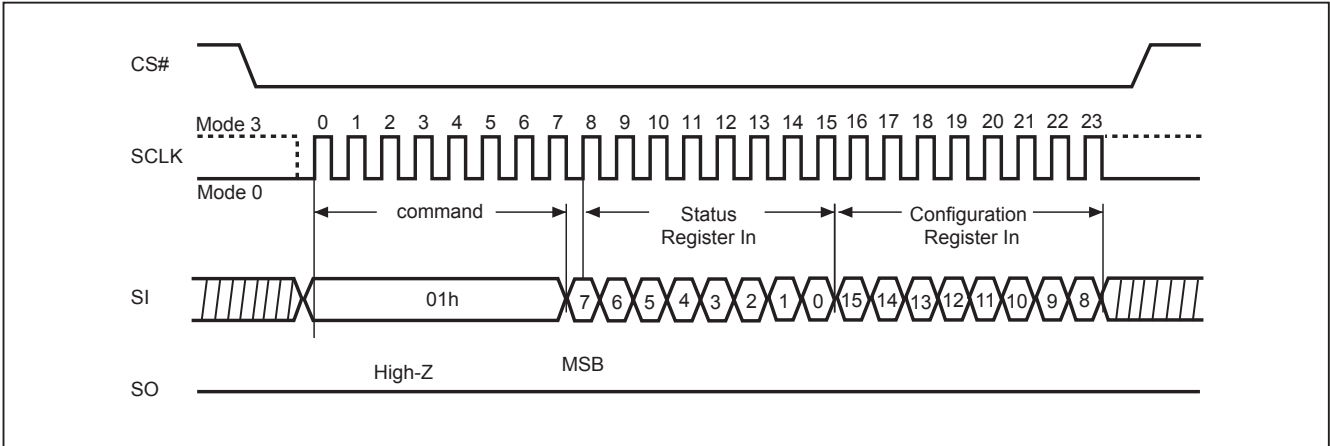 CS#
Mode 3
0 1 2 3 4 5 6 7 8 9 10 11 12 13 14 15 16 17 18 19 20 21 22 23
SCLK
Mode 0
command
Status
Register In
Configuration
Register In
SI
01h
7 6 5 4 3 2 1 0 15 14 13 12 11 10 9 8
High-Z
MSB
SO